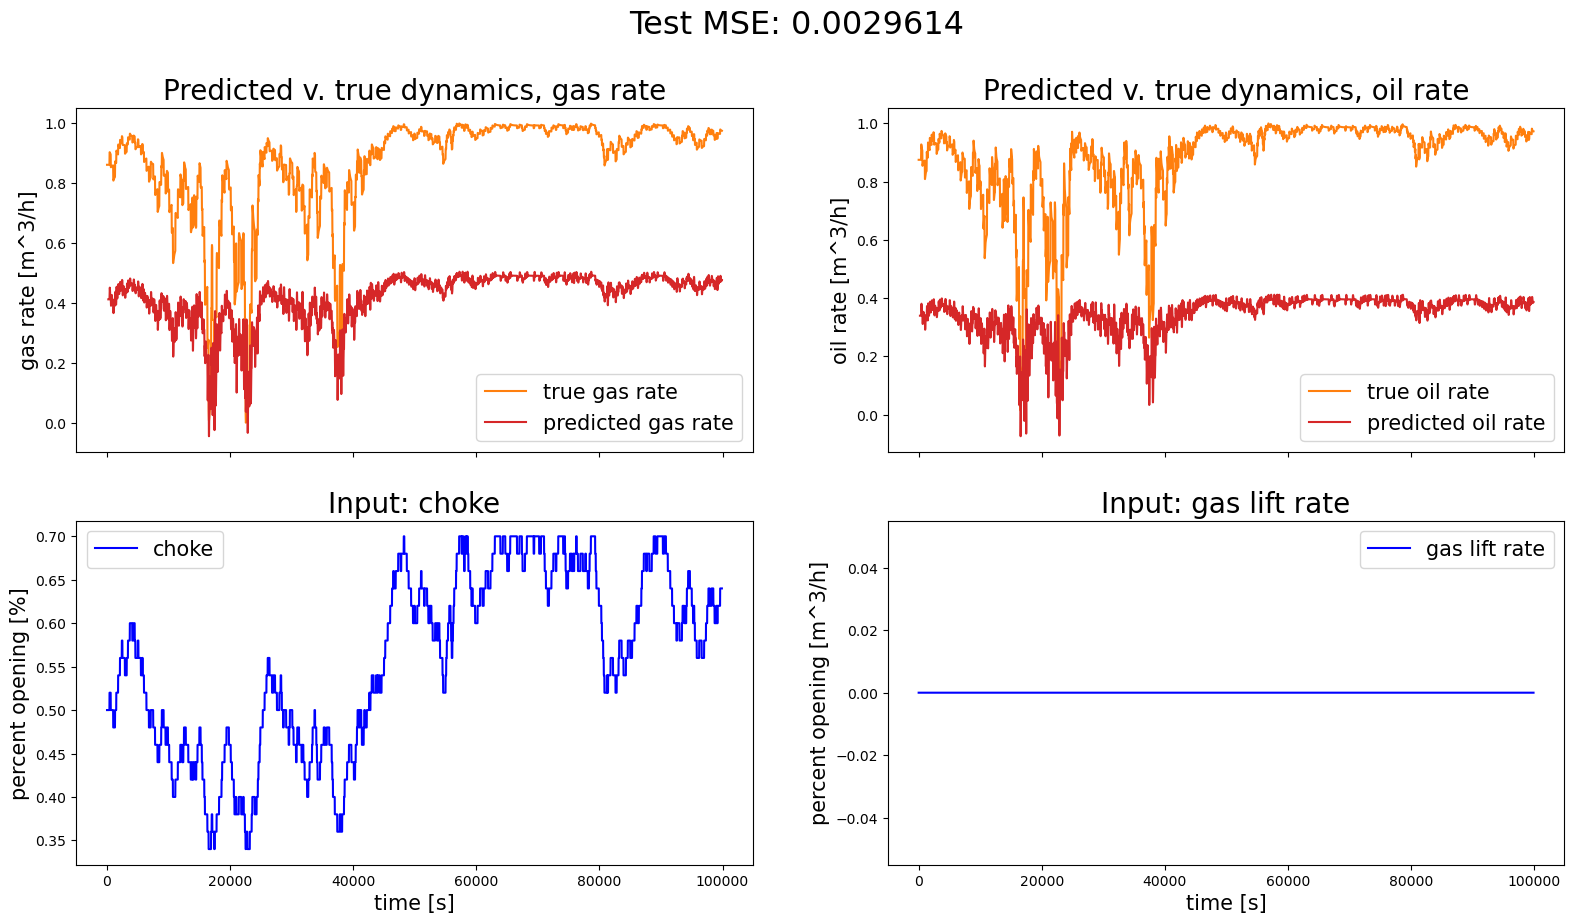 Test MSE: 0.0029614
Predicted v. true dynamics, gas rate
gas rate [m^3/h]
1.0
0.8
0.6
0.4
0.2
0.0
true gas rate
predicted gas rate
Predicted v. true dynamics, oil rate
oil rate [m^3/h]
1.0
0.8
0.6
0.4
0.2
0.0
true oil rate
predicted oil rate
Input: choke
percent opening [%]
0.70
0.65
0.60
0.55
0.50
0.45
0.40
0.35
choke
0 20000 40000 60000 80000 100000
time [s]
Input: gas lift rate
percent opening [m^3/h]
0.04
0.02
0.00
−0.02
−0.04
gas lift rate
0 20000 40000 60000 80000 100000
time [s]